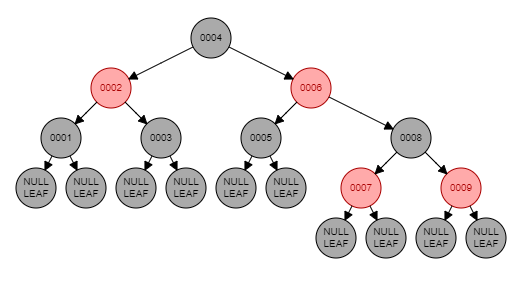 0004
0002
0006
0001
0003
0005
0008
NULL
LEAF
NULL
LEAF
NULL
LEAF
NULL
LEAF
NULL
LEAF
NULL
LEAF
0007
0009
NULL
LEAF
NULL
LEAF
NULL
LEAF
NULL
LEAF